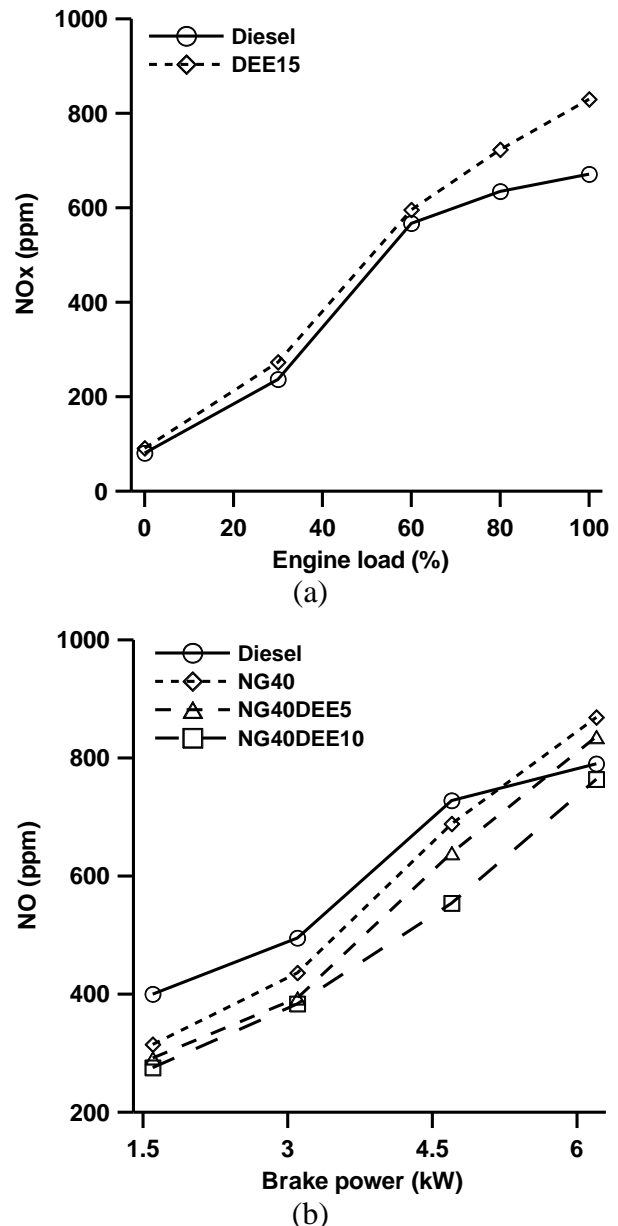 1000
Diesel
DEE15
800
600
400
200
0
NOx (ppm)
0 20 40 60 80 100
Engine load (%)
(a)
1000
Diesel
NG40
NG40DEE5
NG40DEE10
800
600
400
200
NO (ppm)
1.5 3 4.5 6
Brake power (kW)
(b)